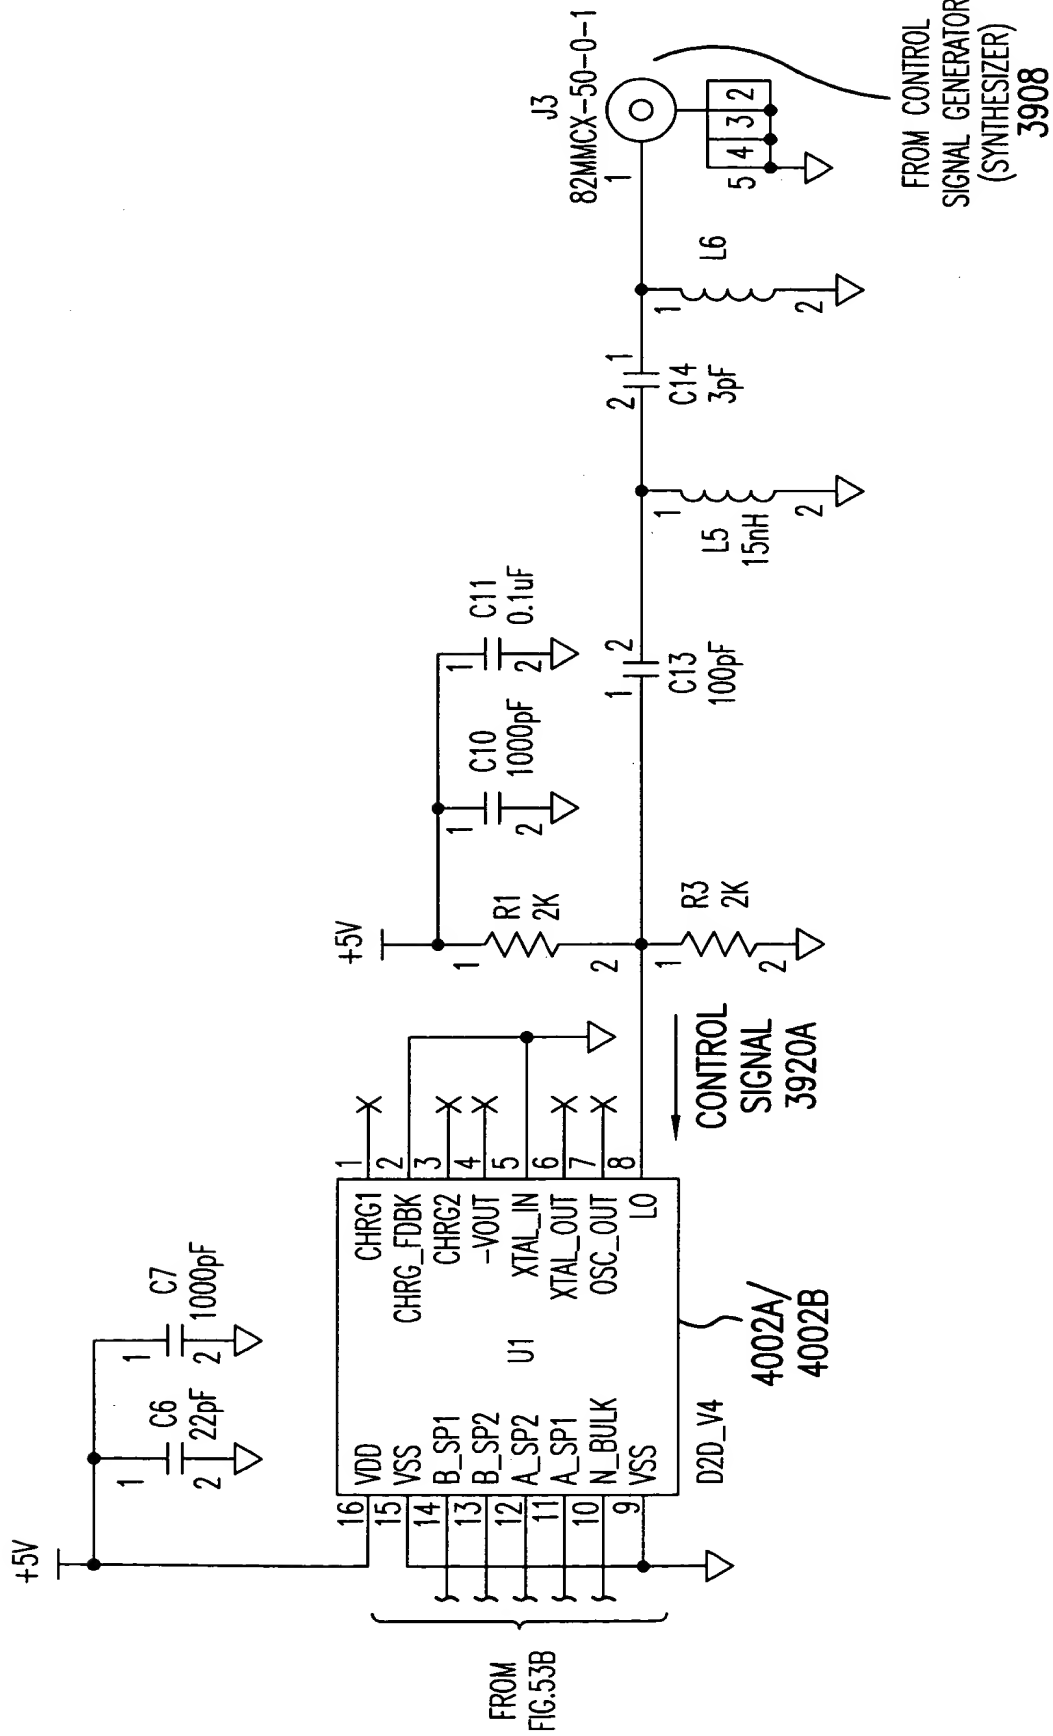 +5V
C6
22pF
1
2
C7
1000pF
1
2
FROM
FIG.53B
16
15
14
13
12
11
10
9
VDD
VSS
B_SP1
B_SP2
A_SP2
A_SP1
N_BULK
VSS
U1
D2D_V4
CHRG1
CHRG_FDBK
CHRG2
-VOUT
XTAL_IN
XTAL_OUT
OSC_OUT
LO
1
2
3
4
5
6
7
8
4002A/
4002B
CONTROL
SIGNAL
3920A
+5V
1
R1
2K
2
1
R3
2K
2
1
C10
1000pF
2
1
C11
0.1uF
2
1
2
C13
100pF
1
L5
15nH
2
2
1
C14
3pF
1
L6
2
1
J3
82MMCX-50-0-1
5
4
3
2
FROM CONTROL
SIGNAL GENERATOR
(SYNTHESIZER)
3908